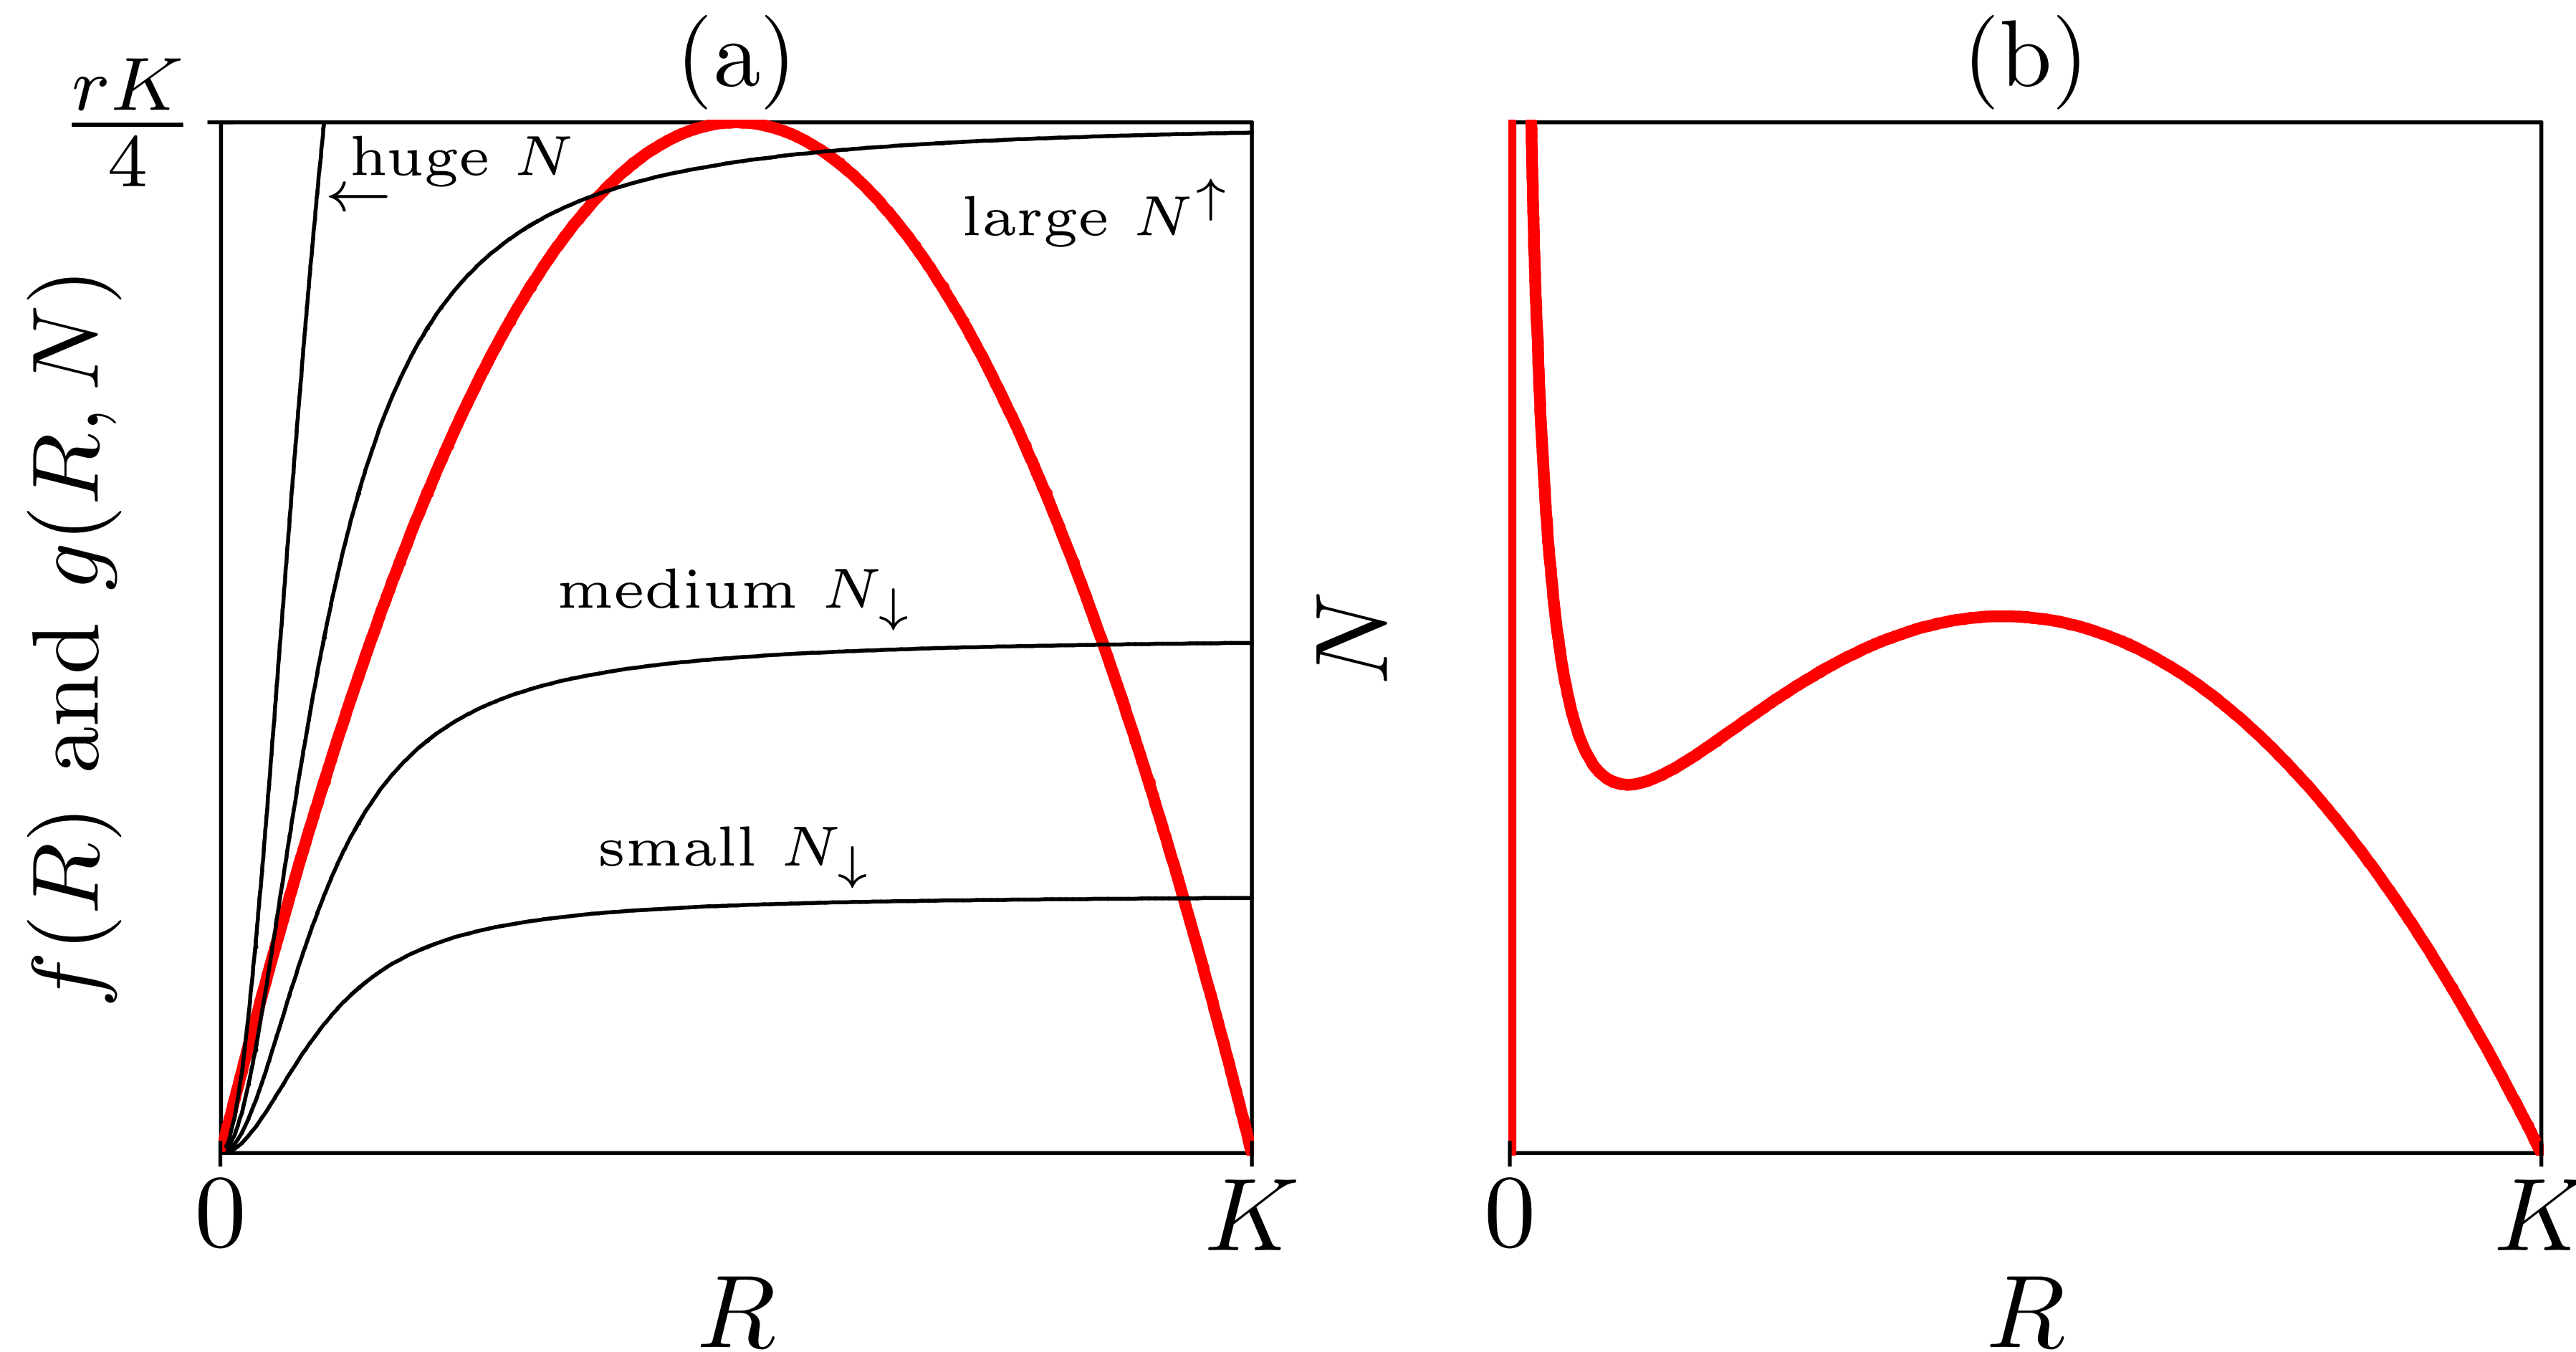 (a)
rK
4
f(R) and g(R, N)
huge N
←
large N↑
medium N↓
small N↓
0
K
R
(b)
N
0
K
R